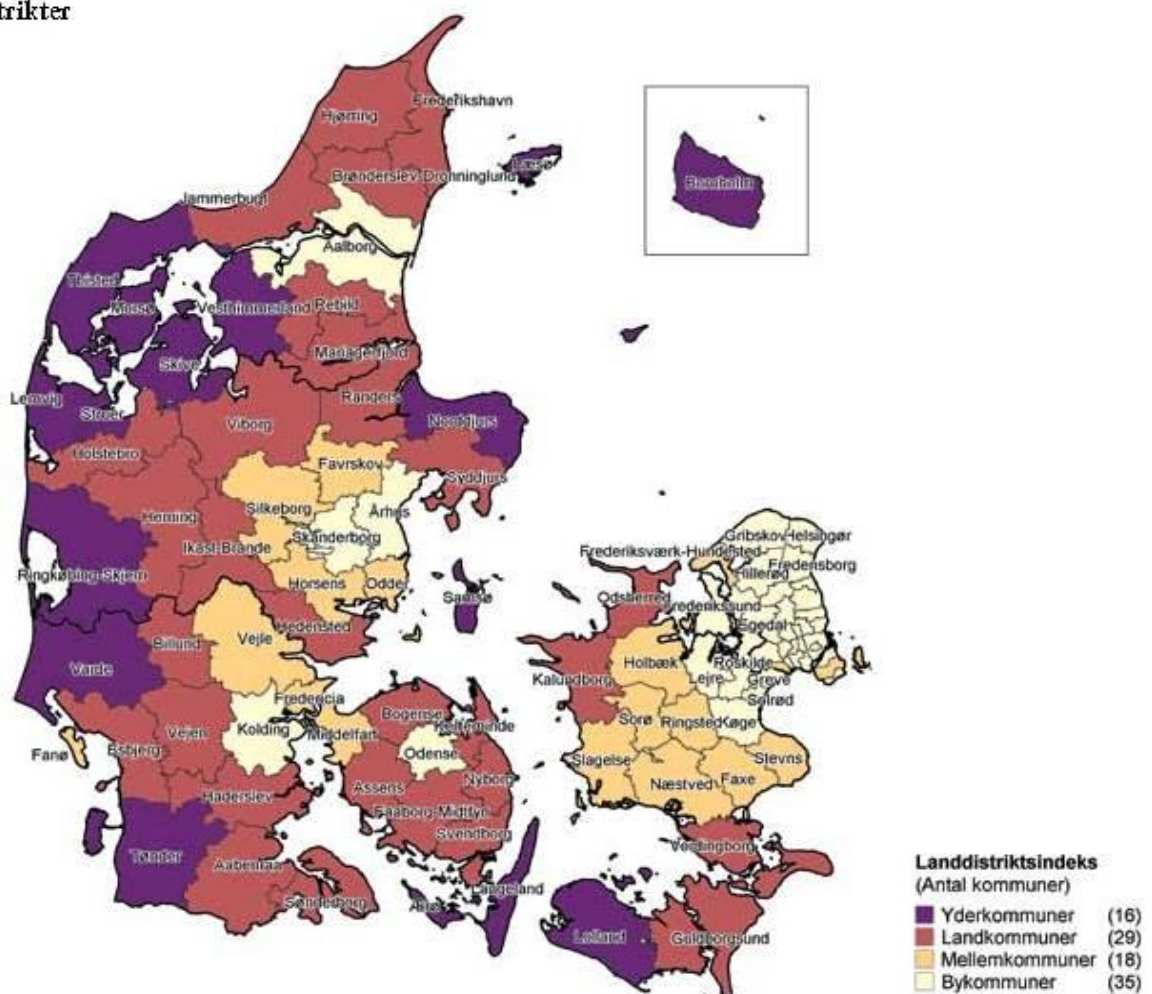 trikter
Hjørring
Frederikshavn
Læsø
Brønderslev-Dronninglund
Jammerbugt
Bornholm
Aalborg
Thisted
Morsø
Vesthimmerland
Rebild
Mariagerfjord
Skive
Lemvig
Struer
Randers
Norddjurs
Viborg
Holstebro
Favrskov
Syddjurs
Silkeborg
Århus
Herning
Skanderborg
Ikast-Brande
Gribskov
Helsingør
Frederiksværk-Hundested
Fredensborg
Hillerød
Ringkøbing-Skjern
Horsens
Odder
Samsø
Odsherred
Frederikssund
Egedal
Hedensted
Billund
Vejle
Varde
Holbæk
Roskilde
Kalundborg
Lejre
Greve
Solrød
Fredericia
Bogense
Kerteminde
Sorø
Ringsted
Køge
Vejen
Kolding
Middelfart
Odense
Fanø
Esbjerg
Slagelse
Stevns
Nyborg
Næstved
Faxe
Assens
Haderslev
Faaborg-Midtfyn
Svendborg
Vordingborg
Tønder
Aabenraa
Langeland
Sønderborg
Ærø
Lolland
Guldborgsund
Landdistriktsindeks
(Antal kommuner)
Yderkommuner (16)
Landkommuner (29)
Mellemkommuner (18)
Bykommuner (35)